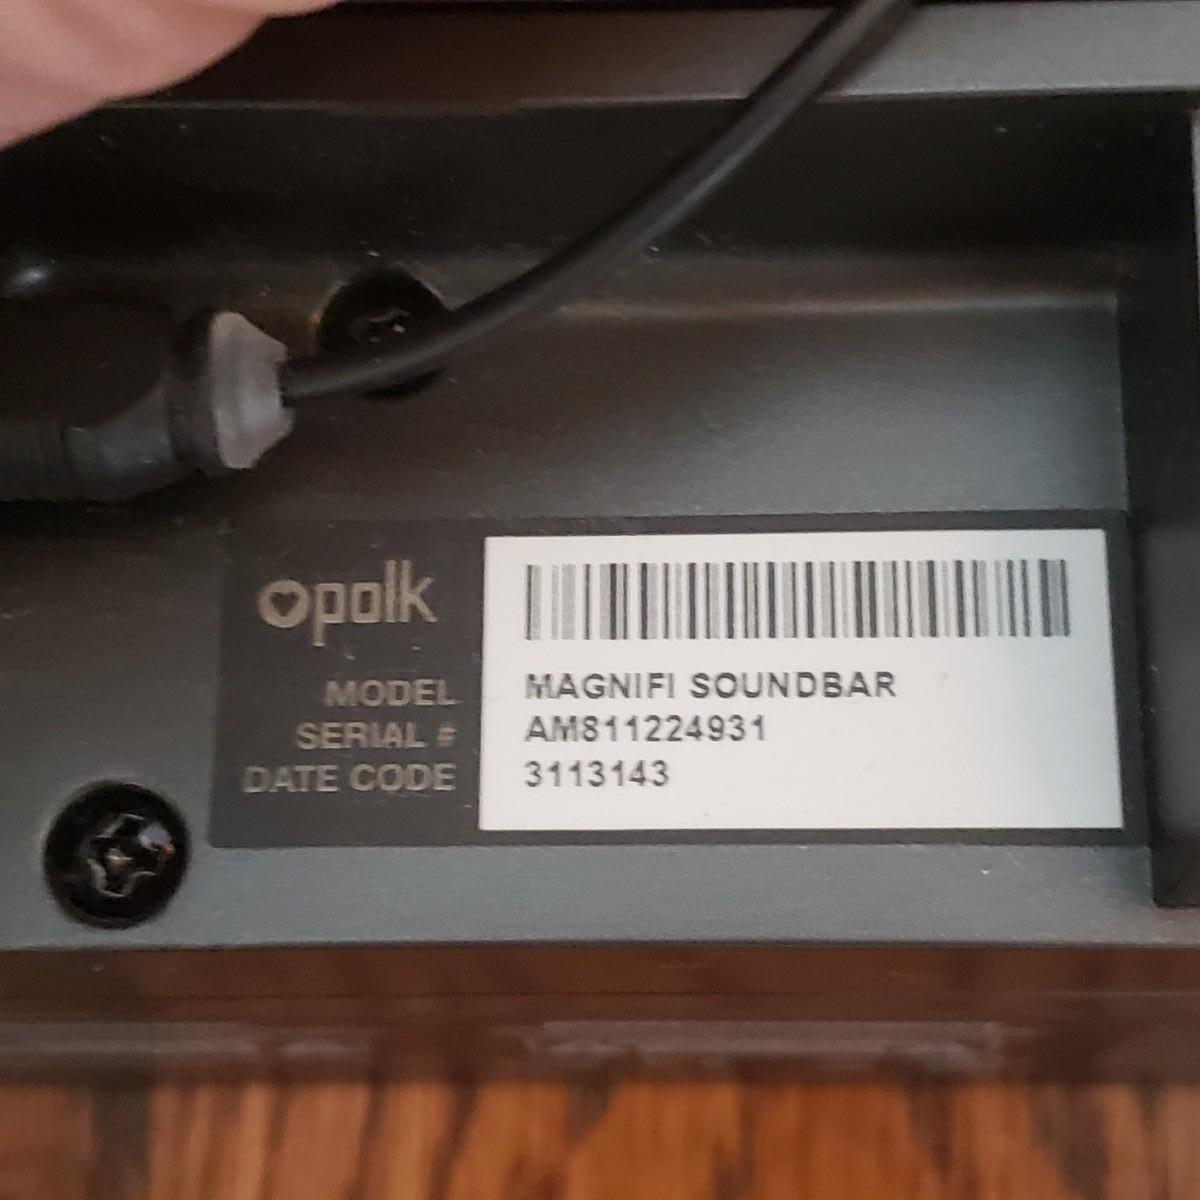 polk
MODEL MAGNIFI SOUNDBAR
SERIAL # AM811224931
DATE CODE 3113143